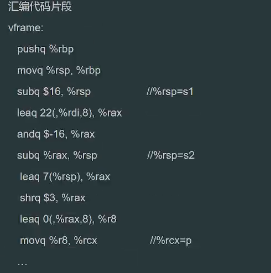 汇编代码片段
vframe:
pushq %rbp
movq %rsp, %rbp
subq $16, %rsp //%rsp=s1
leaq 22(,%rdi,8), %rax
andq $-16, %rax
subq %rax, %rsp //%rsp=s2
leaq 7(%rsp), %rax
shrq $3, %rax
leaq 0(,%rax,8), %r8
movq %r8, %rcx //%rcx=p
...